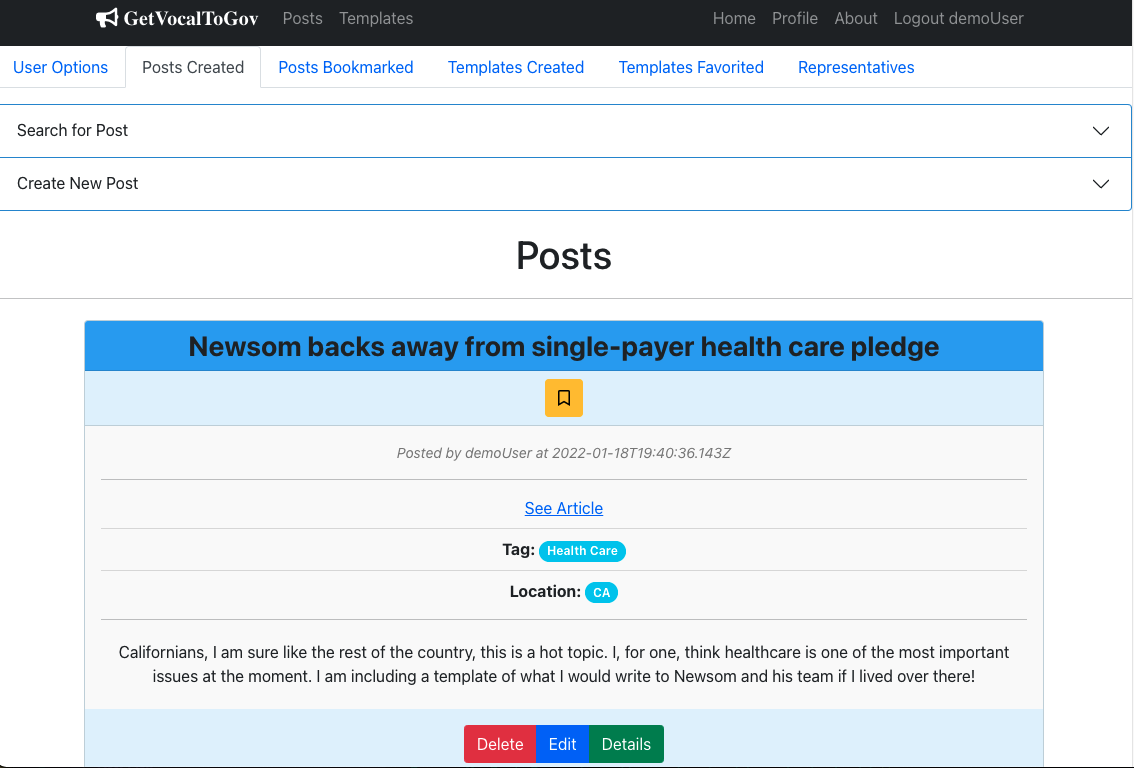 GetVocalToGov Posts Templates Home Profile About Logout demoUser
User Options Posts Created Posts Bookmarked Templates Created Templates Favorited Representatives
Search for Post
Create New Post
Posts
Newsom backs away from single-payer health care pledge
Posted by demoUser at 2022-01-18T19:40:36.143Z
See Article
Tag: Health Care
Location: CA
Californians, I am sure like the rest of the country, this is a hot topic. I, for one, think healthcare is one of the most important
issues at the moment. I am including a template of what I would write to Newsom and his team if I lived over there!
Delete Edit Details